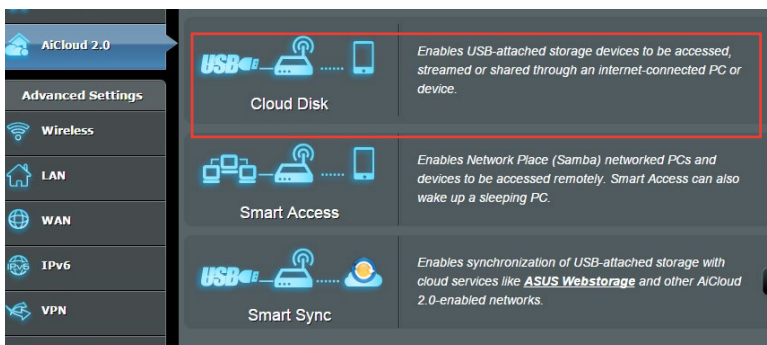 AiCloud 2.0
Advanced Settings
Wireless
LAN
WAN
IPv6
IPv6
VPN
USB
Cloud Disk
Enables USB-attached storage devices to be accessed,
streamed or shared through an internet-connected PC or
device.
Smart Access
Enables Network Place (Samba) networked PCs and
devices to be accessed remotely. Smart Access can also
wake up a sleeping PC.
USB
Smart Sync
Enables synchronization of USB-attached storage with
cloud services like ASUS Webstorage and other AiCloud
2.0-enabled networks.